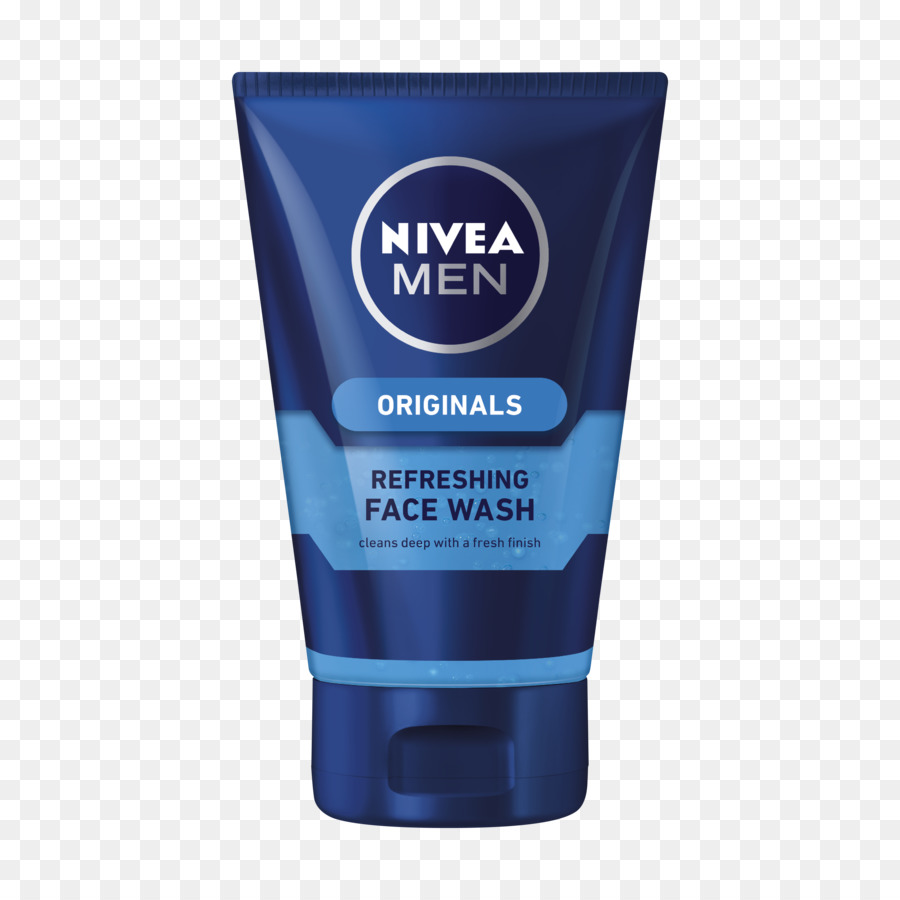 NIVEA
MEN
ORIGINALS
REFRESHING
FACE WASH
cleans deep with a fresh finish